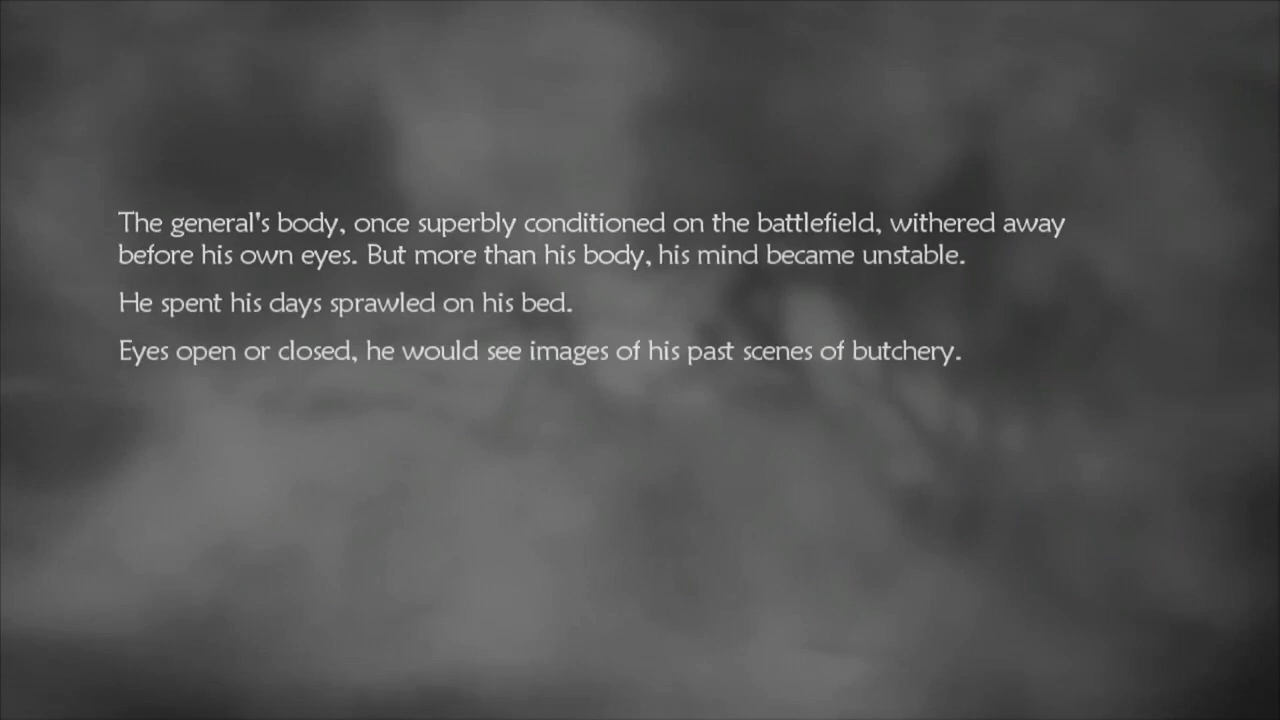 The general's body, once superbly conditioned on the battlefield, withered away
before his own eyes. But more than his body, his mind became unstable.
He spent his days sprawled on his bed.
Eyes open or closed, he would see images of his past scenes of butchery.